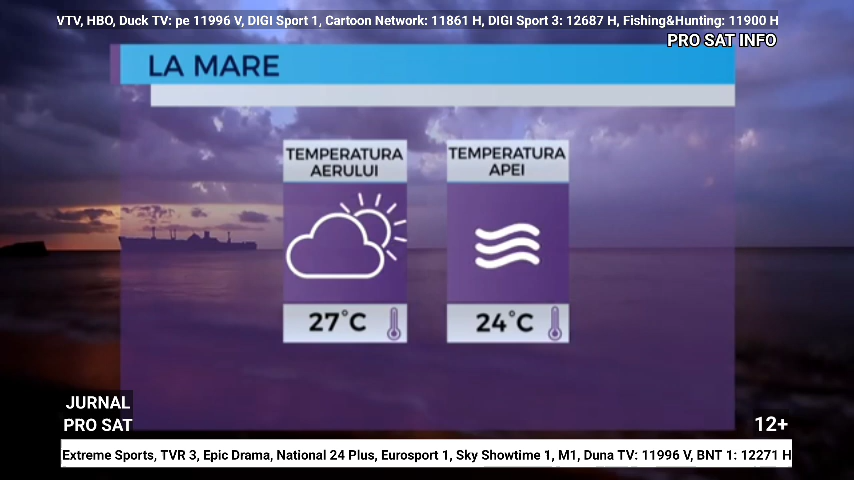 VTV, HBO, Duck TV: pe 11996 V, DIGI Sport 1, Cartoon Network: 11861 H, DIGI Sport 3: 12687 H, Fishing&Hunting: 11900 H
PRO SAT INFO
LA MARE
TEMPERATURA
AERULUI
TEMPERATURA
APEI
27°C
24°C
JURNAL
PRO SAT
12+
Extreme Sports, TVR 3, Epic Drama, National 24 Plus, Eurosport 1, Sky Showtime 1, M1, Duna TV: 11996 V, BNT 1: 12271 H